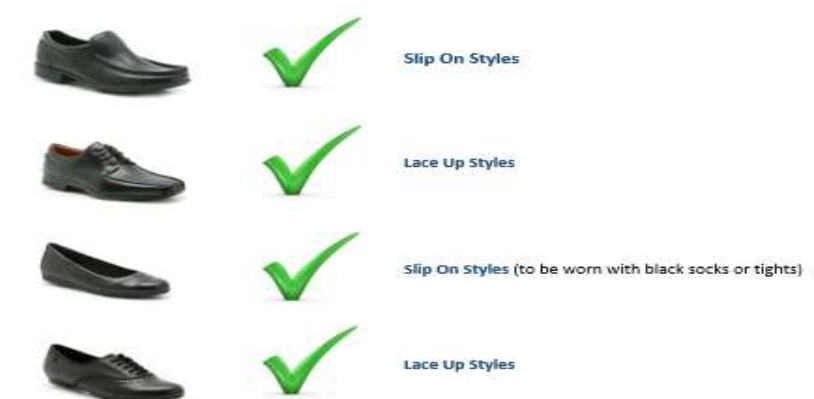 Slip On Styles
Lace Up Styles
Slip On Styles (to be worn with black socks or tights)
Lace Up Styles